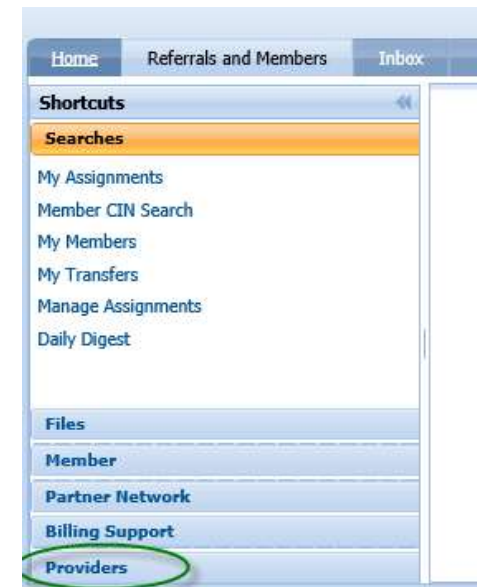 Home Referrals and Members Inbox
Shortcuts
Searches
My Assignments
Member CIN Search
My Members
My Transfers
Manage Assignments
Daily Digest
Files
Member
Partner Network
Billing Support
Providers